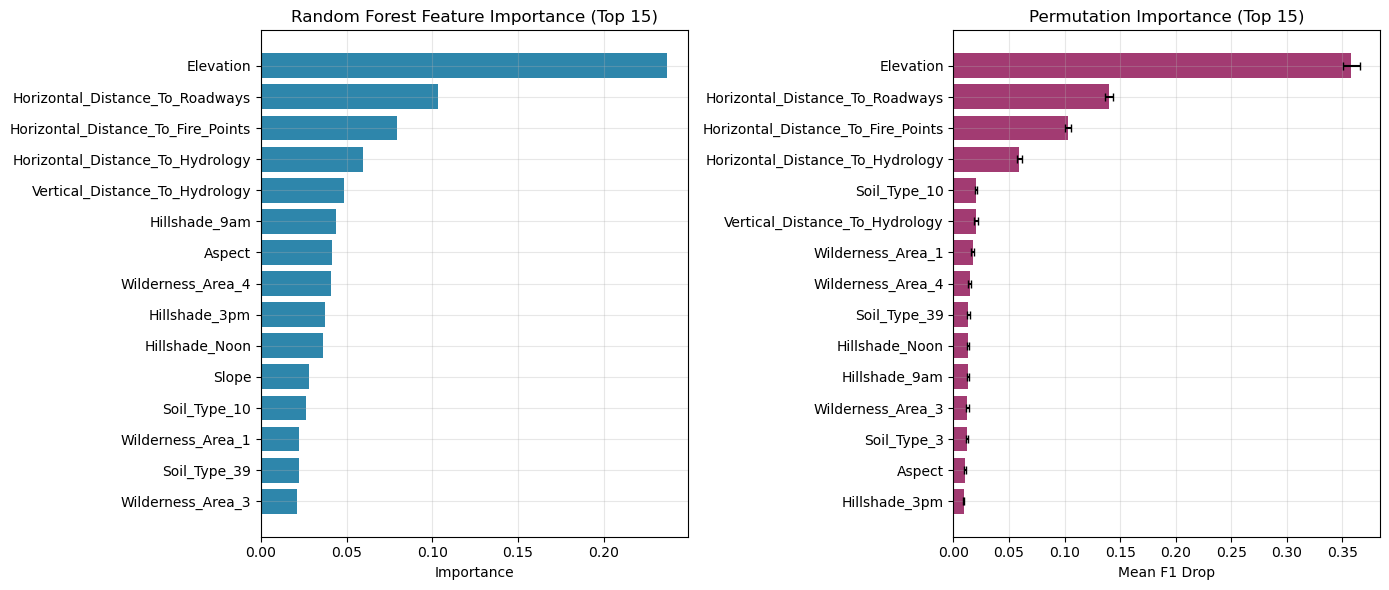 Random Forest Feature Importance (Top 15)
Elevation
Horizontal_Distance_To_Roadways
Horizontal_Distance_To_Fire_Points
Horizontal_Distance_To_Hydrology
Vertical_Distance_To_Hydrology
Hillshade_9am
Aspect
Wilderness_Area_4
Hillshade_3pm
Hillshade_Noon
Slope
Soil_Type_10
Wilderness_Area_1
Soil_Type_39
Wilderness_Area_3
0.00 0.05 0.10 0.15 0.20
Importance
Permutation Importance (Top 15)
Elevation
Horizontal_Distance_To_Roadways
Horizontal_Distance_To_Fire_Points
Horizontal_Distance_To_Hydrology
Soil_Type_10
Vertical_Distance_To_Hydrology
Wilderness_Area_1
Wilderness_Area_4
Soil_Type_39
Hillshade_Noon
Hillshade_9am
Wilderness_Area_3
Soil_Type_3
Aspect
Hillshade_3pm
0.00 0.05 0.10 0.15 0.20 0.25 0.30 0.35
Mean F1 Drop